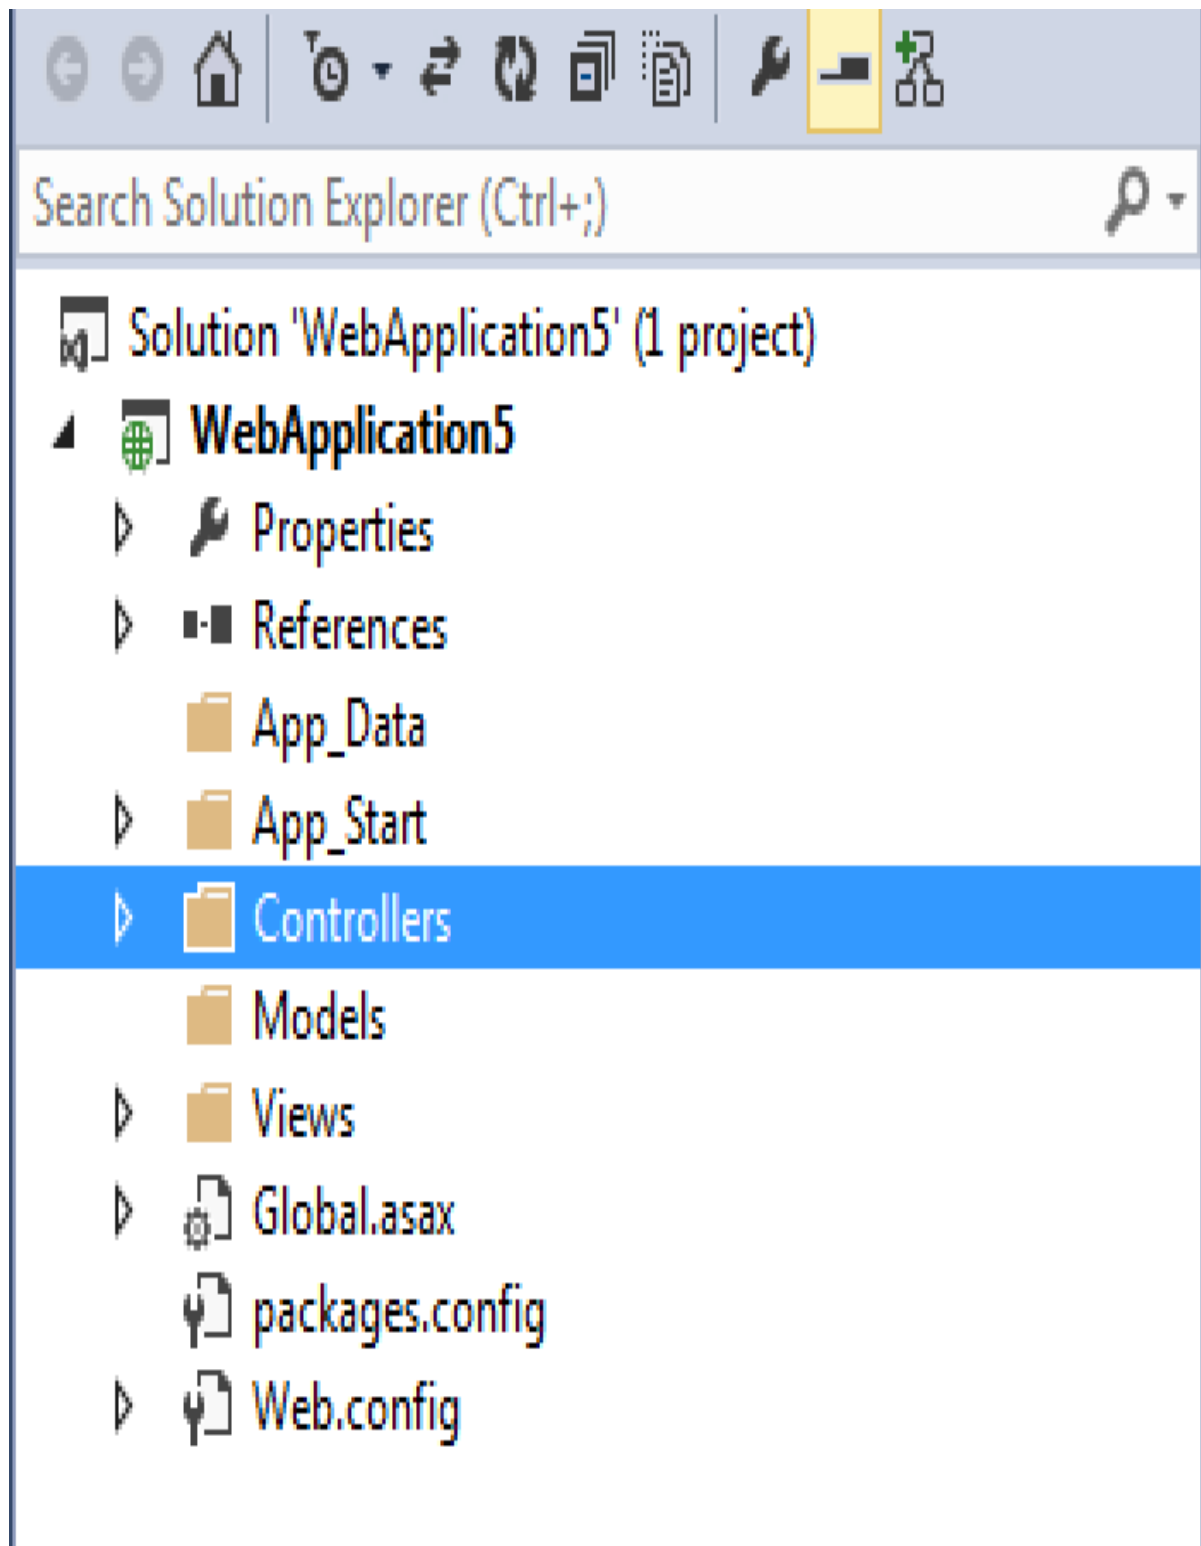 Search Solution Explorer (Ctrl+;)
Solution 'WebApplication5' (1 project)
WebApplication5
Properties
References
App_Data
App_Start
Controllers
Models
Views
Global.asax
packages.config
Web.config